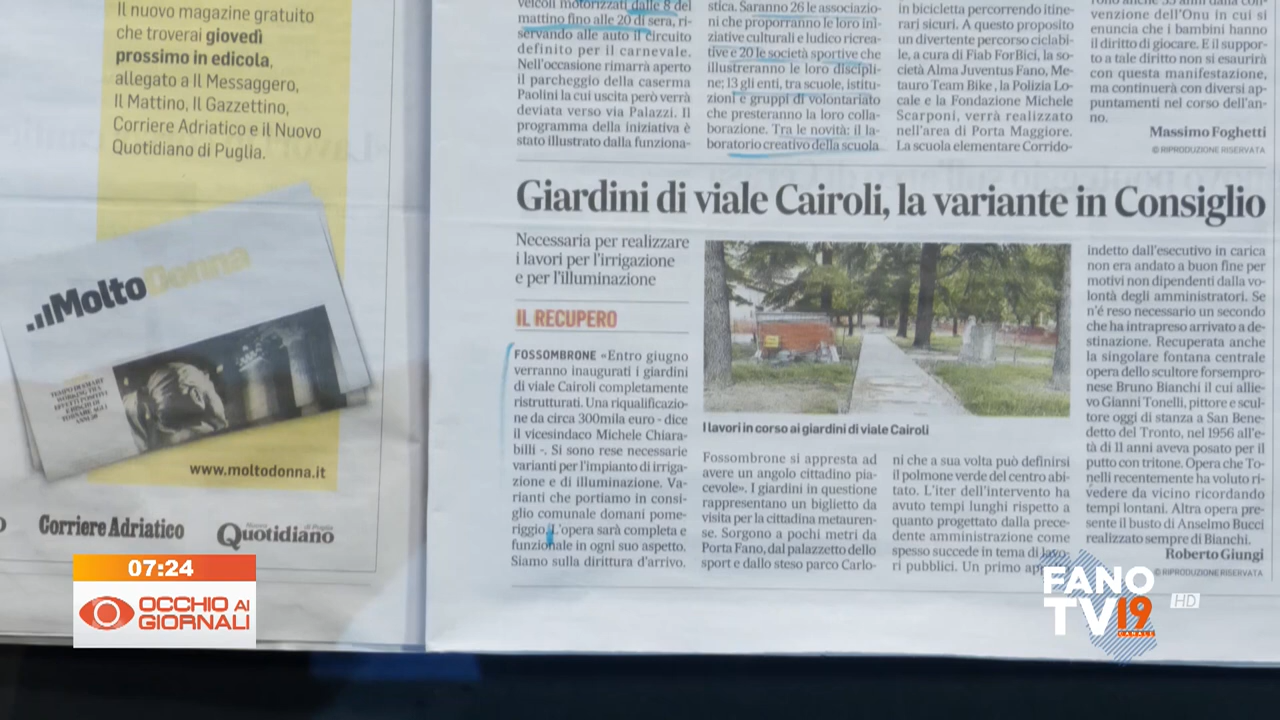 Il nuovo magazine gratuito
che troverai giovedì
prossimo in edicola,
allegato a Il Messaggero,
Il Mattino, Il Gazzettino,
Corriere Adriatico e il Nuovo
Quotidiano di Puglia.
MoltoDonna
www.moltodonna.it
Corriere Adriatico
Quotidiano
veicoli motorizzati dalle 8 del
mattino fino alle 20 di sera, ri-
servando alle auto il circuito
definito per il carnevale.
Nell'occasione rimarrà aperto
il parcheggio della caserma
Paolini la cui uscita però verrà
deviata verso via Palazzi. Il
programma della iniziativa è
stato illustrato dalla funziona-
stica. Saranno 26 le associazio-
ni che proporranno le loro ini-
ziative culturali e ludico ricrea-
tive e 20 le società sportive che
illustreranno le loro discipli-
ne; 13 gli enti, tra scuole, istitu-
zioni e gruppi di volontariato
che presteranno la loro colla-
borazione. Tra le novità: il la-
boratorio creativo della scuola
in bicicletta percorrendo itine-
rari sicuri. A questo proposito
un divertente percorso ciclabi-
le, a cura di Fiab ForBici, la so-
cietà Alma Juventus Fano, Me-
tauro Team Bike, la Polizia Lo-
cale e la Fondazione Michele
Scarponi, verrà realizzato
nell'area di Porta Maggiore.
La scuola elementare Corrido-
venzione dell'Onu in cui si
enuncia che i bambini hanno
il diritto di giocare. E il suppor-
to a tale diritto non si esaurirà
con questa manifestazione,
ma continuerà con diversi ap-
puntamenti nel corso dell'an-
no.
Massimo Foghetti
© RIPRODUZIONE RISERVATA
Giardini di viale Cairoli, la variante in Consiglio
Necessaria per realizzare
i lavori per l'irrigazione
e per l'illuminazione
IL RECUPERO
FOSSOMBRONE «Entro giugno
verranno inaugurati i giardini
di viale Cairoli completamente
ristrutturati. Una riqualificazio-
ne da circa 300mila euro - dice
il vicesindaco Michele Chiara-
billi -. Si sono rese necessarie
varianti per l'impianto di irriga-
zione e di illuminazione. Va-
rianti che portiamo in consi-
glio comunale domani pome-
riggio. L'opera sarà completa e
funzionale in ogni suo aspetto.
Siamo sulla dirittura d'arrivo.
I lavori in corso ai giardini di viale Cairoli
Fossombrone si appresta ad
avere un angolo cittadino pia-
cevole». I giardini in questione
rappresentano un biglietto da
visita per la cittadina metauren-
se. Sorgono a pochi metri da
Porta Fano, dal palazzetto dello
sport e dallo steso parco Carlo-
ni che a sua volta può definirsi
il polmone verde del centro abi-
tato. L'iter dell'intervento ha
avuto tempi lunghi rispetto a
quanto progettato dalla prece-
dente amministrazione come
spesso succede in tema di lavo-
ri pubblici. Un primo
indetto dall'esecutivo in carica
non era andato a buon fine per
motivi non dipendenti dalla vo-
lontà degli amministratori. Se
n'é reso necessario un secondo
che ha intrapreso arrivato a de-
stinazione. Recuperata anche
la singolare fontana centrale
opera dello scultore forsempro-
nese Bruno Bianchi il cui allie-
vo Gianni Tonelli, pittore e scul-
tore oggi di stanza a San Bene-
detto del Tronto, nel 1956 all'e-
tà di 11 anni aveva posato per il
putto con tritone. Opera che To-
nelli recentemente ha voluto ri-
vedere da vicino ricordando
tempi lontani. Altra opera pre-
sente il busto di Anselmo Bucci
realizzato sempre di Bianchi.
Roberto Giungi
© RIPRODUZIONE RISERVATA
07:24
OCCHIO AI
GIORNALI
FANO
TV 19
CANALE
HD